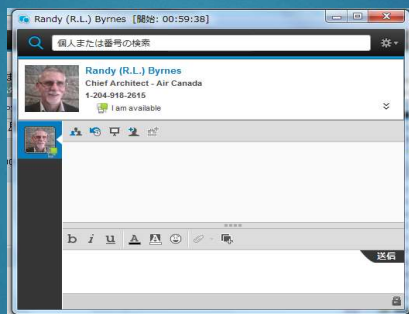 Randy (R.L.) Byrnes [開始: 00:59:38]
個人または番号の検索
Randy (R.L.) Byrnes
Chief Architect - Air Canada
1-204-918-2615
I am available
b i u A A
送信